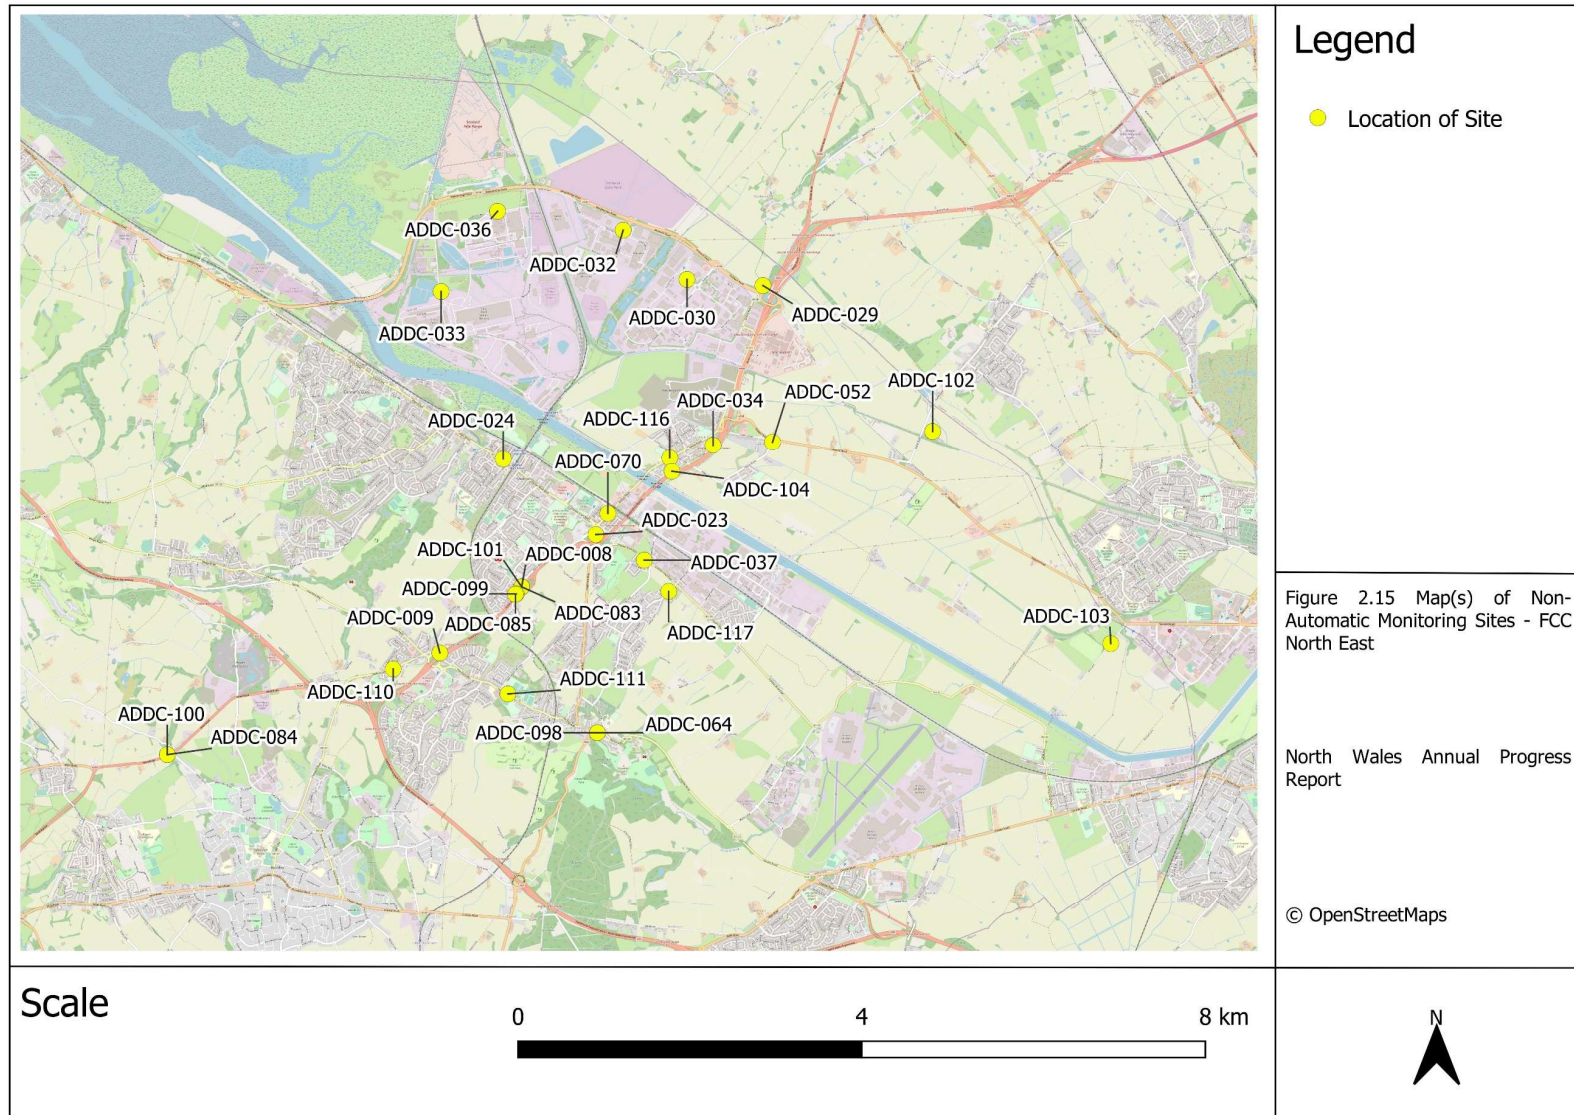 Legend
Location of Site
ADDC-036
ADDC-032
ADDC-033
ADDC-030
ADDC-029
ADDC-102
ADDC-052
ADDC-034
ADDC-116
ADDC-024
ADDC-070
ADDC-104
ADDC-023
ADDC-101
ADDC-008
ADDC-037
ADDC-099
ADDC-083
ADDC-085
ADDC-009
ADDC-117
ADDC-103
ADDC-110
ADDC-111
ADDC-100
ADDC-084
ADDC-098
ADDC-064
Figure 2.15 Map(s) of Non-
Automatic Monitoring Sites - FCC
North East
North Wales Annual Progress
Report
© OpenStreetMaps
Scale
0 4 8 km
N